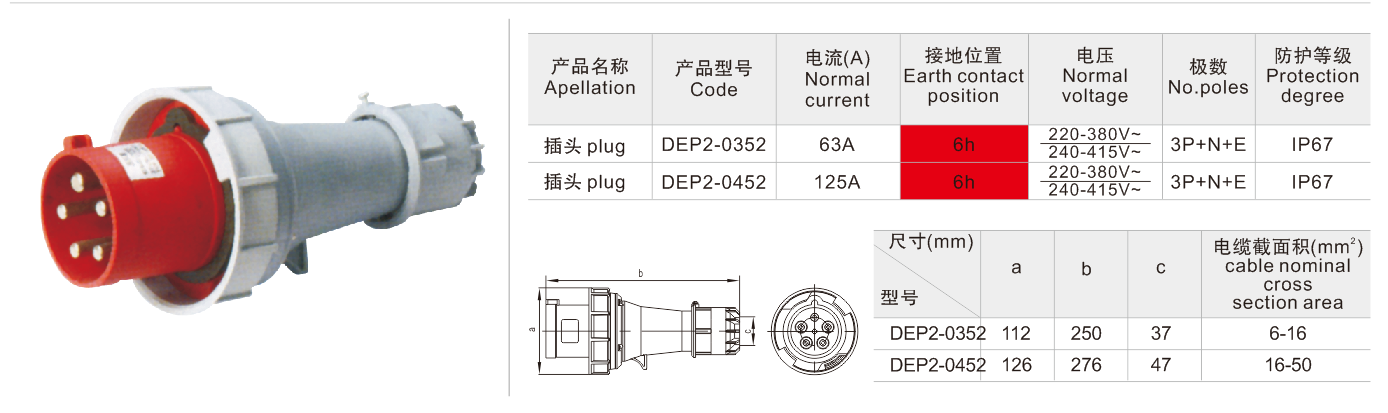 产品名称
Apellation
产品型号
Code
电流(A)
Normal
current
接地位置
Earth contact
position
电压
Normal
voltage
极数
No.poles
防护等级
Protection
degree
插头 plug DEP2-0352 63A 6h 220-380V~ 240-415V~ 3P+N+E IP67
插头 plug DEP2-0452 125A 6h 220-380V~ 240-415V~ 3P+N+E IP67
b
a
c
尺寸(mm)
型号
a
b
c
电缆截面积(mm²)
cable nominal
cross
section area
DEP2-0352 112 250 37 6-16
DEP2-0452 126 276 47 16-50